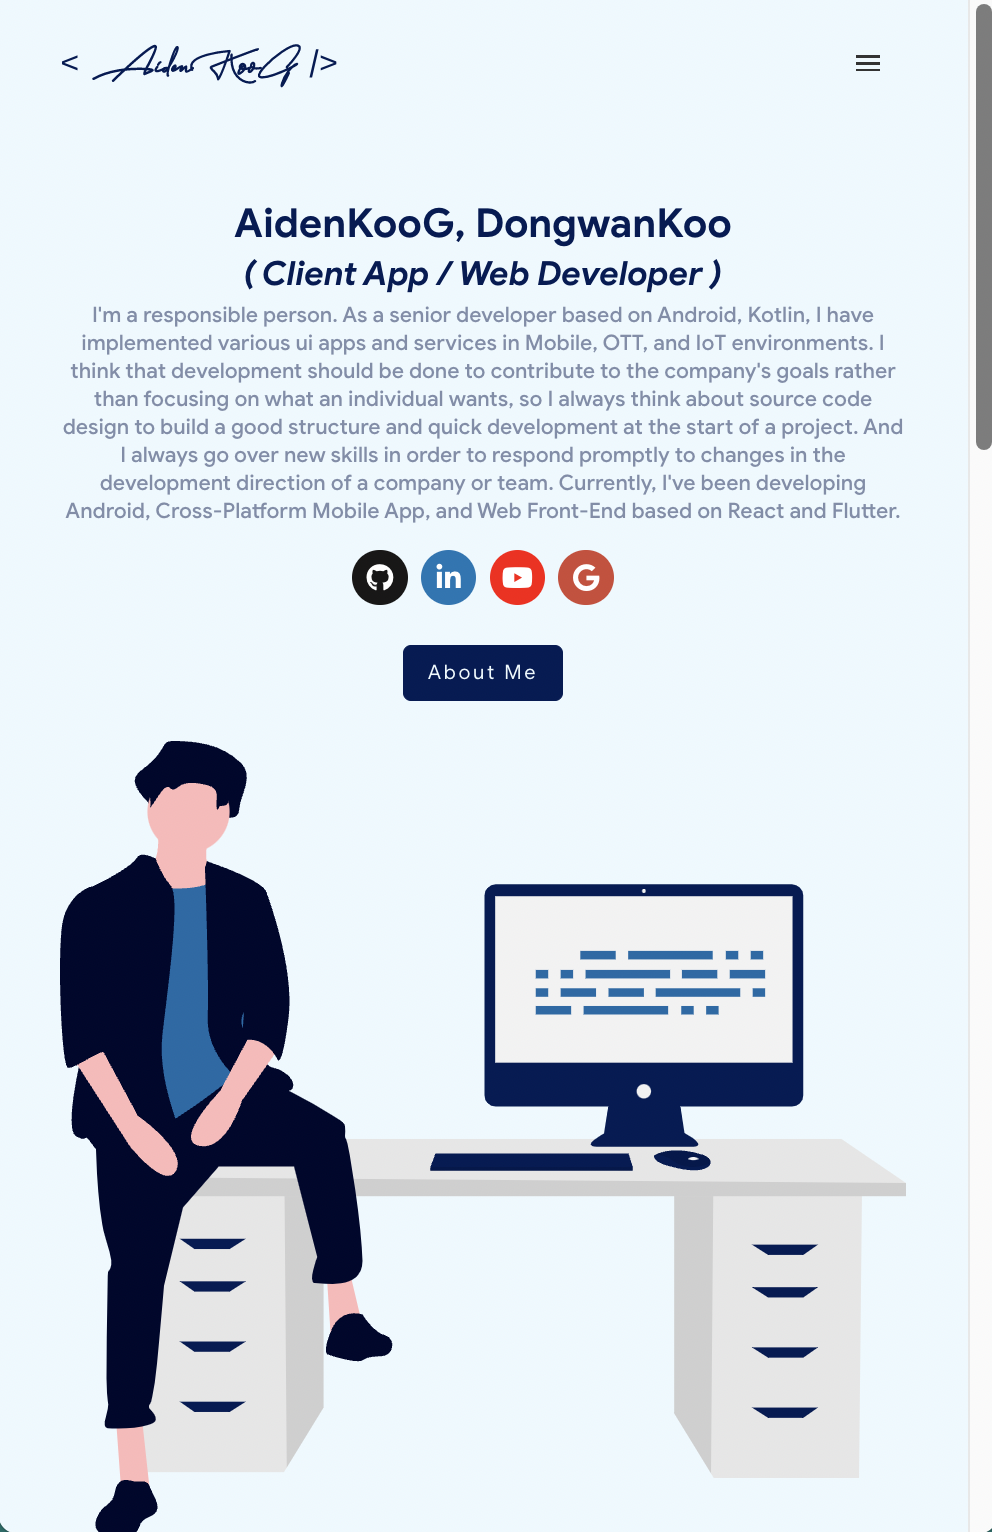 < AidenKooG />
AidenKooG, DongwanKoo
( Client App / Web Developer )
I'm a responsible person. As a senior developer based on Android, Kotlin, I have
implemented various ui apps and services in Mobile, OTT, and IoT environments. I
think that development should be done to contribute to the company's goals rather
than focusing on what an individual wants, so I always think about source code
design to build a good structure and quick development at the start of a project. And
I always go over new skills in order to respond promptly to changes in the
development direction of a company or team. Currently, I've been developing
Android, Cross-Platform Mobile App, and Web Front-End based on React and Flutter.
in
G
About Me